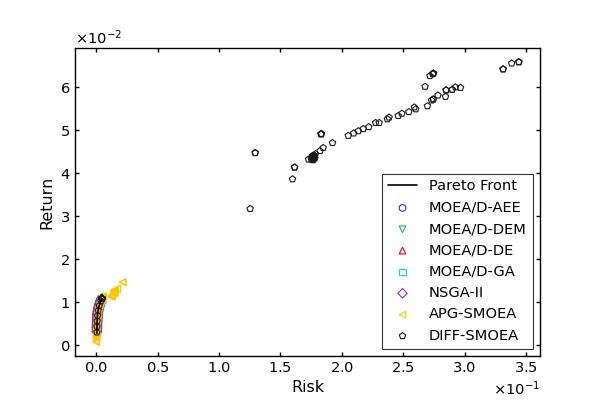 ×10⁻²
6
5
4
3
2
1
0
Return
0.0 0.5 1.0 1.5 2.0 2.5 3.0 3.5
Risk
×10⁻¹
Pareto Front
MOEA/D-AEE
MOEA/D-DEM
MOEA/D-DE
MOEA/D-GA
NSGA-II
APG-SMOEA
DIFF-SMOEA